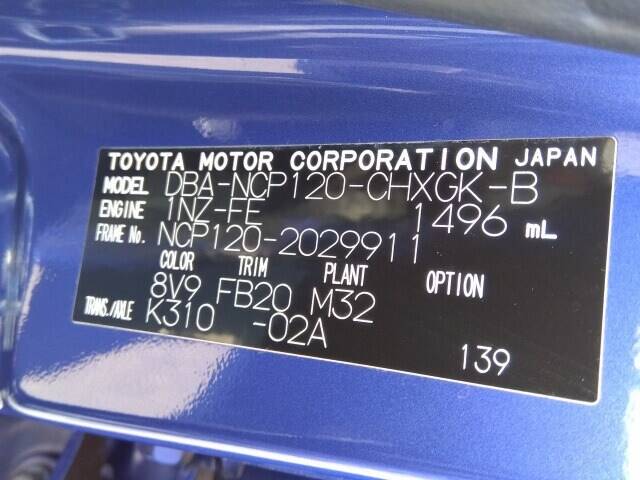 TOYOTA MOTOR CORPORATION JAPAN
MODEL DBA-NCP120-CHXGK-B
ENGINE 1NZ-FE 1496 mL
FRAME No. NCP120-2029911
COLOR TRIM PLANT OPTION
8V9 FB20 M32
TRANS./AXLE K310 -02A
139